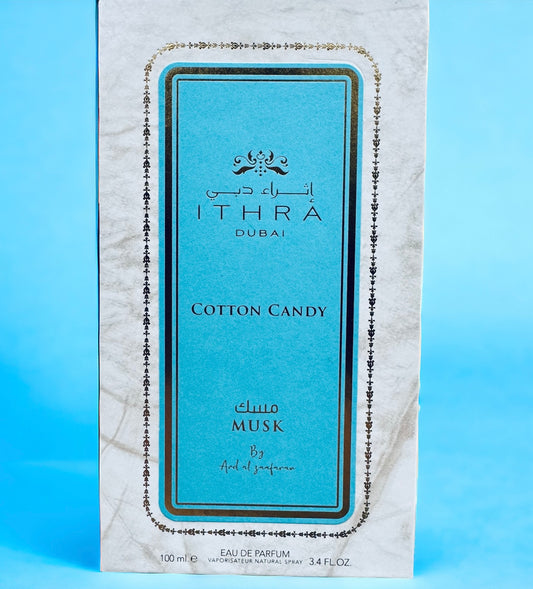 إثراء دبي
ITHRA
DUBAI
COTTON CANDY
مسك
MUSK
By
Ard al zaafaran
100 ml e EAU DE PARFUM 3.4 FL.OZ.
VAPORISATEUR NATURAL SPRAY